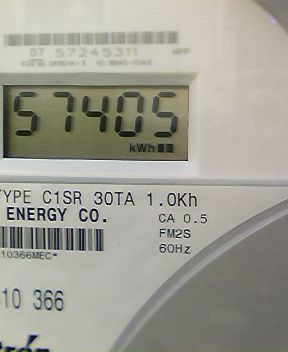 07 57245311
57405
kWh
TYPE C1SR 30TA 1.0Kh
ENERGY CO.
CA 0.5
FM2S
60Hz
10366MEC*
10 366